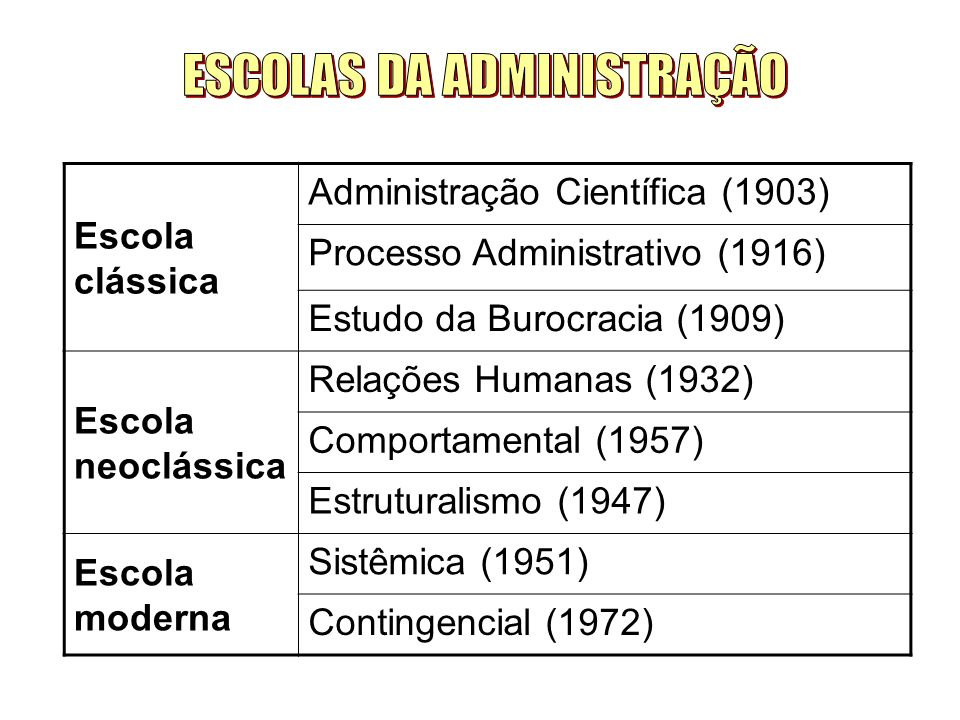 ESCOLAS DA ADMINISTRAÇÃO
Escola
clássica
Administração Científica (1903)
Processo Administrativo (1916)
Estudo da Burocracia (1909)
Escola
neoclássica
Relações Humanas (1932)
Comportamental (1957)
Estruturalismo (1947)
Escola
moderna
Sistêmica (1951)
Contingencial (1972)